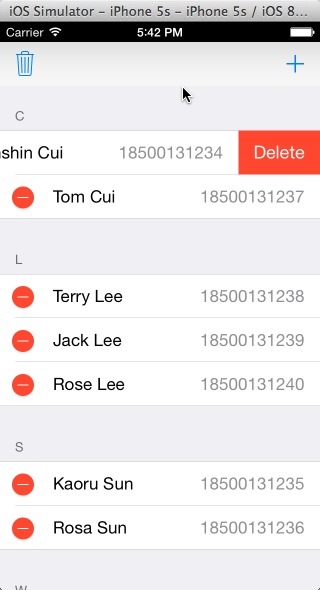 iOS Simulator – iPhone 5s – iPhone 5s / iOS 8...
Carrier 5:42 PM
C
shin Cui 18500131234 Delete
Tom Cui 18500131237
L
Terry Lee 18500131238
Jack Lee 18500131239
Rose Lee 18500131240
S
Kaoru Sun 18500131235
Rosa Sun 18500131236
W